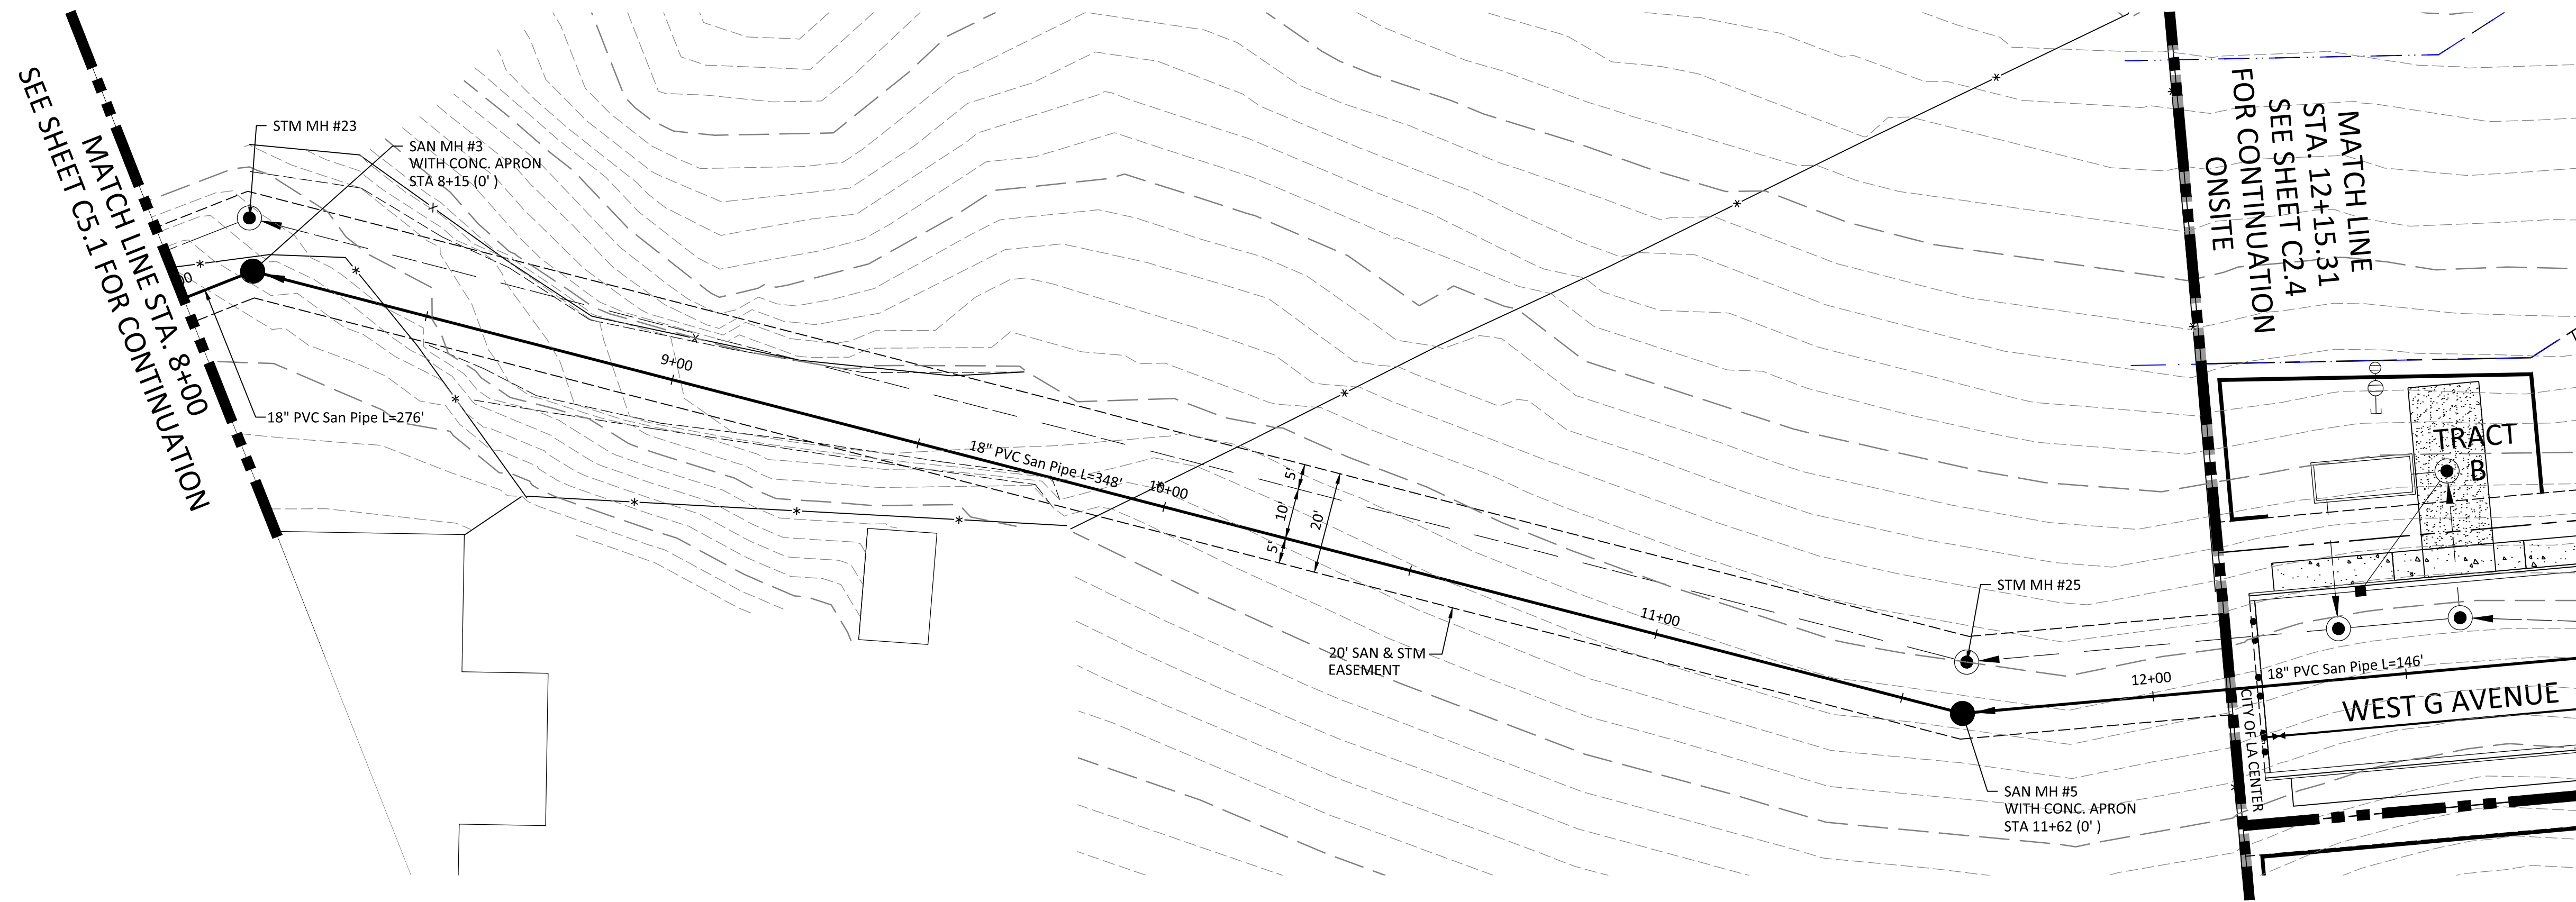 MATCH LINE STA. 8+00
SEE SHEET C5.1 FOR CONTINUATION
STM MH #23
SAN MH #3
WITH CONC. APRON
STA 8+15 (0' )
18" PVC San Pipe L=276'
9+00
18" PVC San Pipe L=348'
10+00
5'
10'
5'
20'
20' SAN & STM
EASEMENT
11+00
STM MH #25
SAN MH #5
WITH CONC. APRON
STA 11+62 (0' )
12+00
MATCH LINE
STA. 12+15.31
SEE SHEET C2.4
FOR CONTINUATION
ONSITE
TRACT
B
18" PVC San Pipe L=146'
WEST G AVENUE
CITY OF LA CENTER